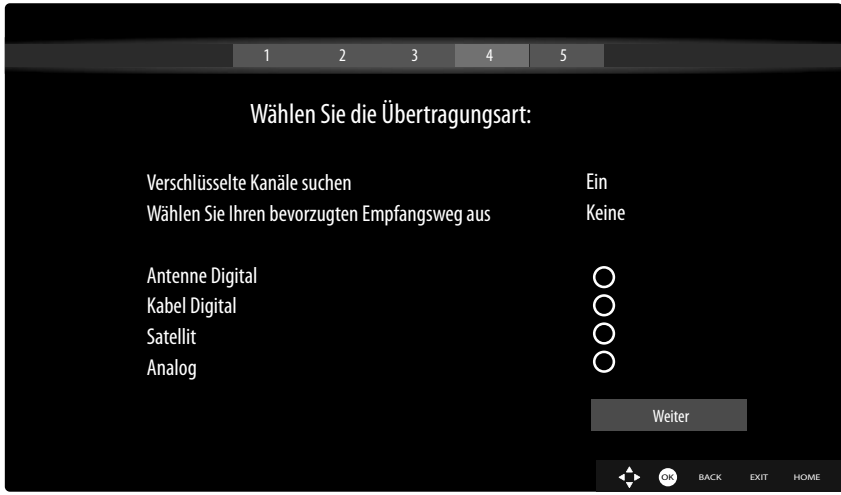 1 2 3 4 5
Wählen Sie die Übertragungsart:
Verschlüsselte Kanäle suchen Ein
Wählen Sie Ihren bevorzugten Empfangsweg aus Keine
Antenne Digital
Kabel Digital
Satellit
Analog
Weiter
OK BACK EXIT HOME